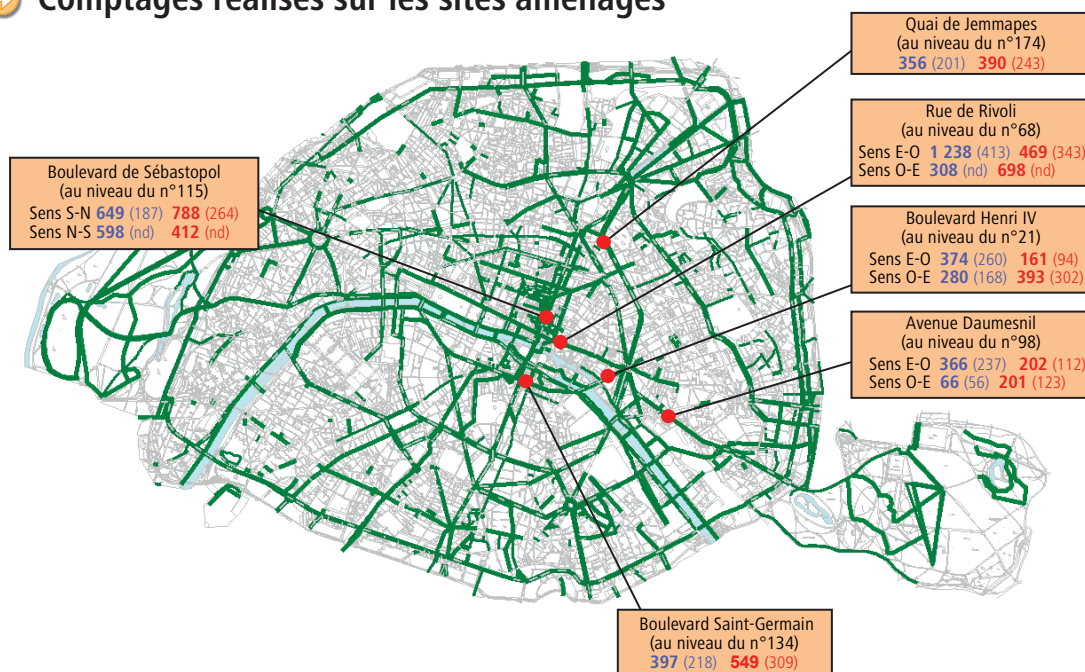 Comptages réalisés sur les sites aménagés
Quai de Jemmapes
(au niveau du n°174)
356 (201) 390 (243)
Rue de Rivoli
(au niveau du n°68)
Sens E-O 1 238 (413) 469 (343)
Sens O-E 308 (nd) 698 (nd)
Boulevard de Sébastopol
(au niveau du n°115)
Sens S-N 649 (187) 788 (264)
Sens N-S 598 (nd) 412 (nd)
Boulevard Henri IV
(au niveau du n°21)
Sens E-O 374 (260) 161 (94)
Sens O-E 280 (168) 393 (302)
Avenue Daumesnil
(au niveau du n°98)
Sens E-O 366 (237) 202 (112)
Sens O-E 66 (56) 201 (123)
Boulevard Saint-Germain
(au niveau du n°134)
397 (218) 549 (309)